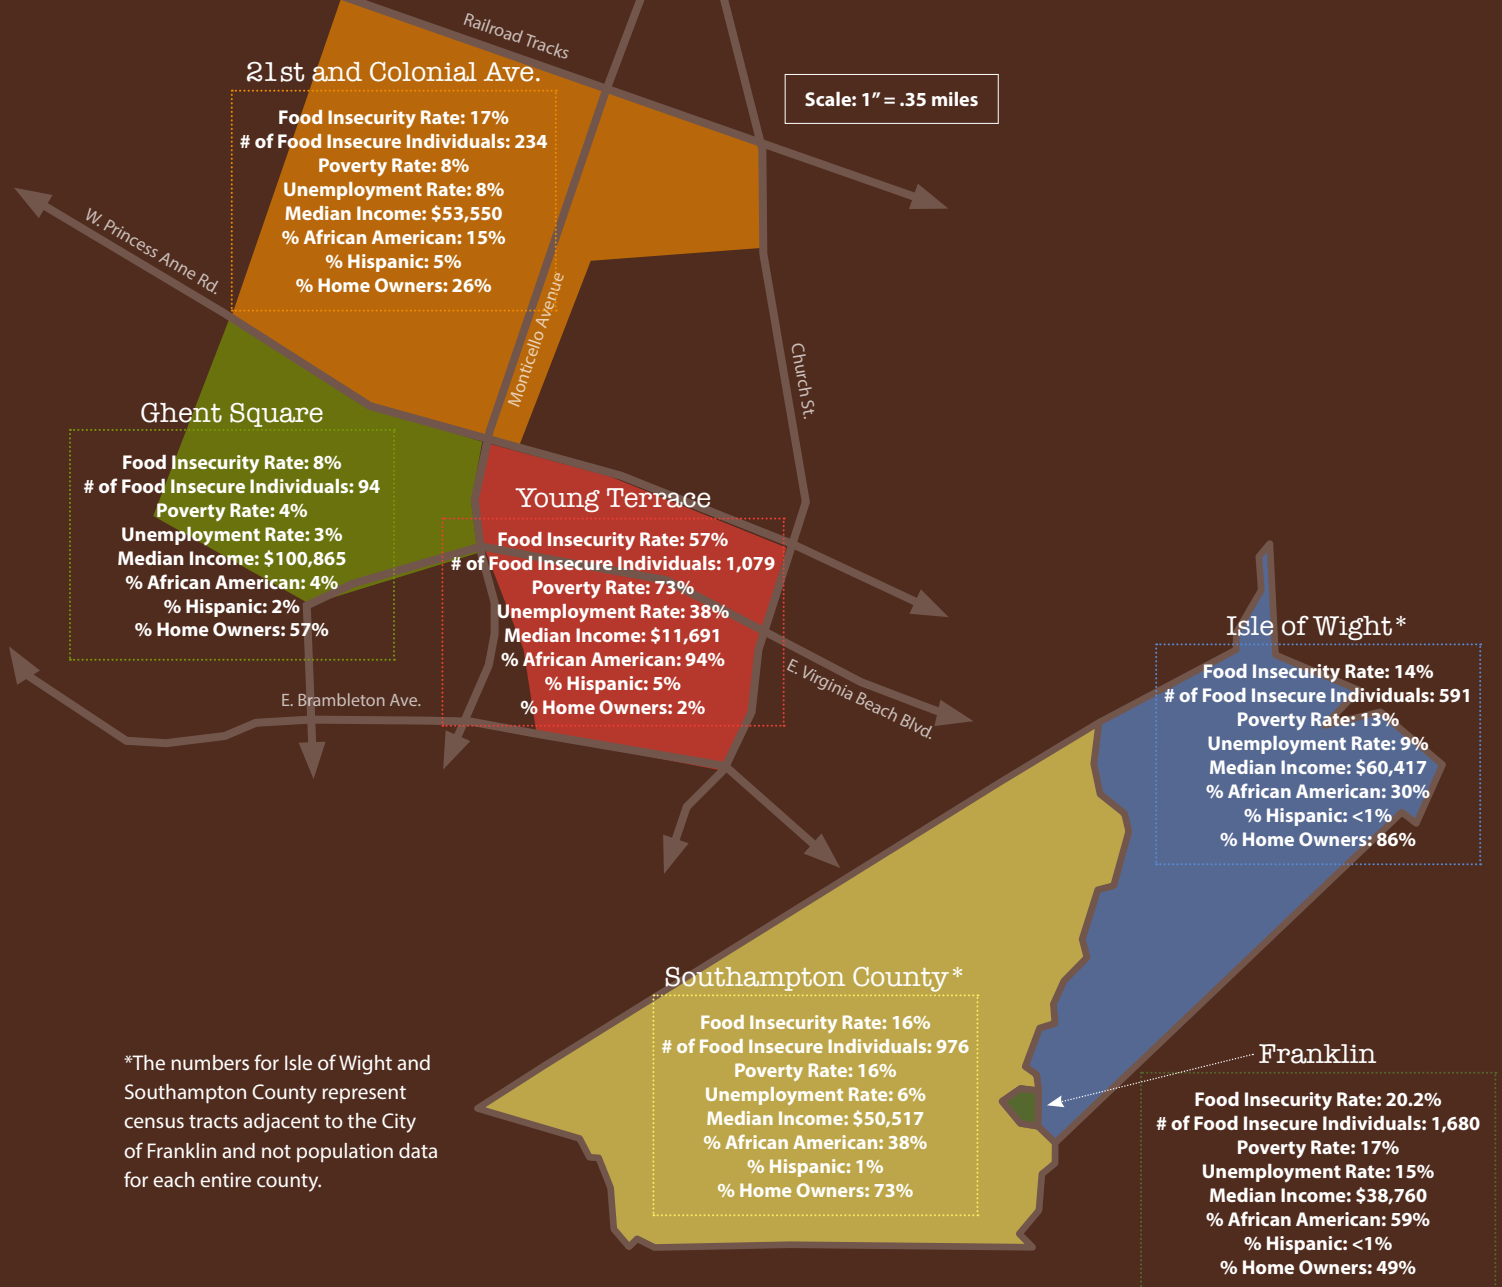 Railroad Tracks
21st and Colonial Ave.
Food Insecurity Rate: 17%
# of Food Insecure Individuals: 234
Poverty Rate: 8%
Unemployment Rate: 8%
Median Income: $53,550
% African American: 15%
% Hispanic: 5%
% Home Owners: 26%
Scale: 1” = .35 miles
W. Princess Anne Rd.
Monticello Avenue
Church St.
Ghent Square
Food Insecurity Rate: 8%
# of Food Insecure Individuals: 94
Poverty Rate: 4%
Unemployment Rate: 3%
Median Income: $100,865
% African American: 4%
% Hispanic: 2%
% Home Owners: 57%
Young Terrace
Food Insecurity Rate: 57%
# of Food Insecure Individuals: 1,079
Poverty Rate: 73%
Unemployment Rate: 38%
Median Income: $11,691
% African American: 94%
% Hispanic: 5%
% Home Owners: 2%
E. Brambleton Ave.
E. Virginia Beach Blvd.
Isle of Wight*
Food Insecurity Rate: 14%
# of Food Insecure Individuals: 591
Poverty Rate: 13%
Unemployment Rate: 9%
Median Income: $60,417
% African American: 30%
% Hispanic: <1%
% Home Owners: 86%
Southampton County*
Food Insecurity Rate: 16%
# of Food Insecure Individuals: 976
Poverty Rate: 16%
Unemployment Rate: 6%
Median Income: $50,517
% African American: 38%
% Hispanic: 1%
% Home Owners: 73%
*The numbers for Isle of Wight and
Southampton County represent
census tracts adjacent to the City
of Franklin and not population data
for each entire county.
Franklin
Food Insecurity Rate: 20.2%
# of Food Insecure Individuals: 1,680
Poverty Rate: 17%
Unemployment Rate: 15%
Median Income: $38,760
% African American: 59%
% Hispanic: <1%
% Home Owners: 49%